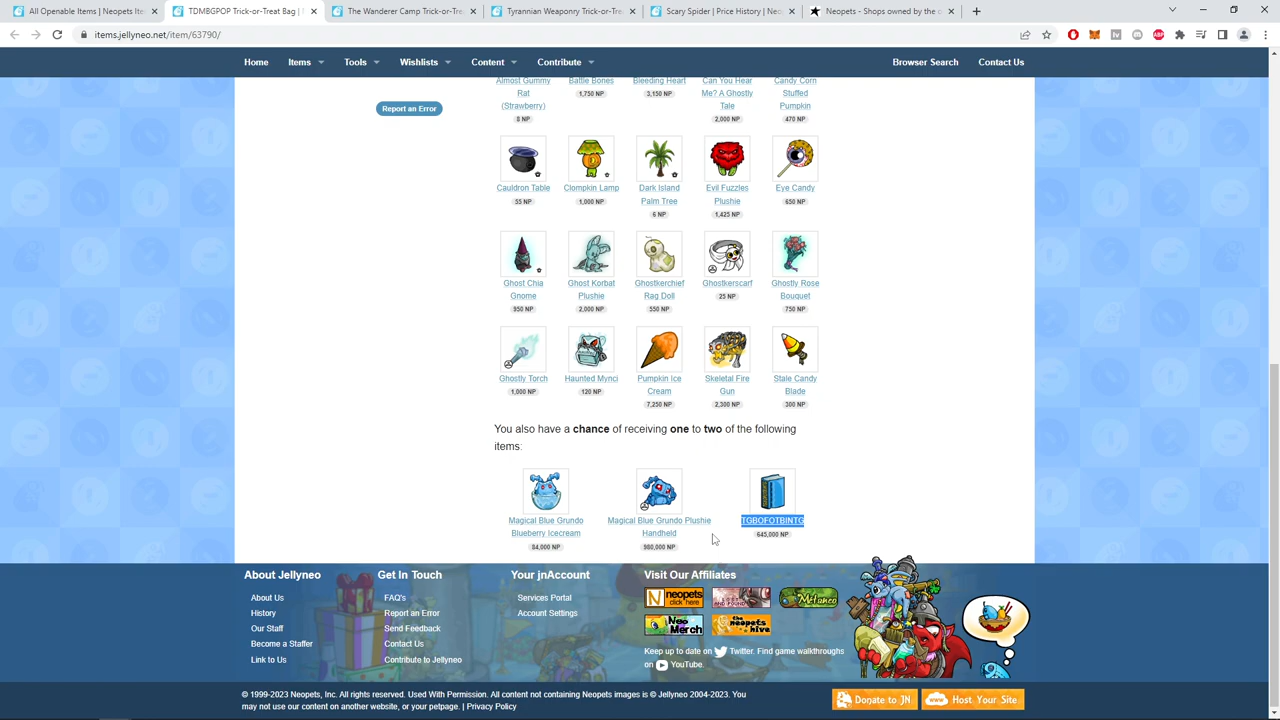 All Openable Items | Neopets Item
TDMBGPOP Trick-or-Treat Bag |
The Wanderer Camp Trick-or-Tre
Tyrannian Weaponry Trick-or-Tre
Scary Spider | Price History | Neo
Neopets - Shops owned by the o
items.jellyneo.net/item/63790/
Home Items Tools Wishlists Content Contribute Browser Search Contact Us
Report an Error
Almost Gummy Rat (Strawberry)
8 NP
Battle Bones
1,750 NP
Bleeding Heart
3,150 NP
Can You Hear Me? A Ghostly Tale
2,000 NP
Candy Corn Stuffed Pumpkin
470 NP
Cauldron Table
55 NP
Clompkin Lamp
1,000 NP
Dark Island Palm Tree
6 NP
Evil Fuzzles Plushie
1,425 NP
Eye Candy
650 NP
Ghost Chia Gnome
950 NP
Ghost Korbat Plushie
2,000 NP
Ghostkerchief Rag Doll
550 NP
Ghostkerscarf
25 NP
Ghostly Rose Bouquet
750 NP
Ghostly Torch
1,000 NP
Haunted Mynci
120 NP
Pumpkin Ice Cream
7,250 NP
Skeletal Fire Gun
2,300 NP
Stale Candy Blade
300 NP
You also have a chance of receiving one to two of the following
items:
Magical Blue Grundo Blueberry Icecream
84,000 NP
Magical Blue Grundo Plushie Handheld
980,000 NP
TGBOFOTBINTG
645,000 NP
About Jellyneo
About Us
History
Our Staff
Become a Staffer
Link to Us
Get In Touch
FAQ's
Report an Error
Send Feedback
Contact Us
Contribute to Jellyneo
Your jnAccount
Services Portal
Account Settings
Visit Our Affiliates
neopets click here
Metaneo
Neo Merch
the neopets hive
Keep up to date on Twitter. Find game walkthroughs
on YouTube.
© 1999-2023 Neopets, Inc. All rights reserved. Used With Permission. All content not containing Neopets images is © Jellyneo 2004-2023. You
may not use our content on another website, or your petpage. | Privacy Policy
Donate to JN
Host Your Site